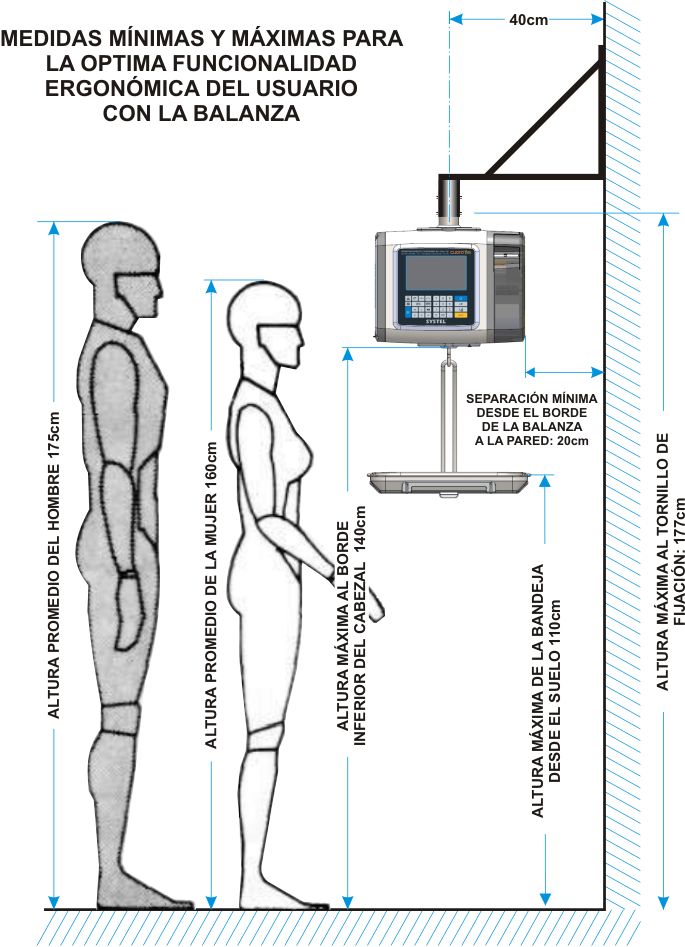 MEDIDAS MÍNIMAS Y MÁXIMAS PARA
LA OPTIMA FUNCIONALIDAD
ERGONÓMICA DEL USUARIO
CON LA BALANZA
40cm
cuora neo
SYSTEL
SEPARACIÓN MÍNIMA
DESDE EL BORDE
DE LA BALANZA
A LA PARED: 20cm
ALTURA PROMEDIO DEL HOMBRE 175cm
ALTURA PROMEDIO DE LA MUJER 160cm
ALTURA MÁXIMA AL BORDE
INFERIOR DEL CABEZAL 140cm
ALTURA MÁXIMA DE LA BANDEJA
DESDE EL SUELO 110cm
ALTURA MÁXIMA AL TORNILLO DE
FIJACIÓN: 177cm